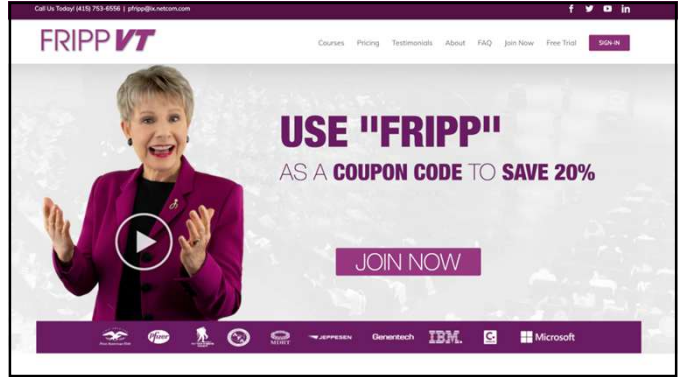 Call Us Today! (415) 753-6556 | pfripp@ix.netcom.com
FRIPP VT
Courses Pricing Testimonials About FAQ Join Now Free Trial SIGN-IN
USE "FRIPP"
AS A COUPON CODE TO SAVE 20%
JOIN NOW
Pfizer MDRT JEPPESEN Genentech IBM. Microsoft